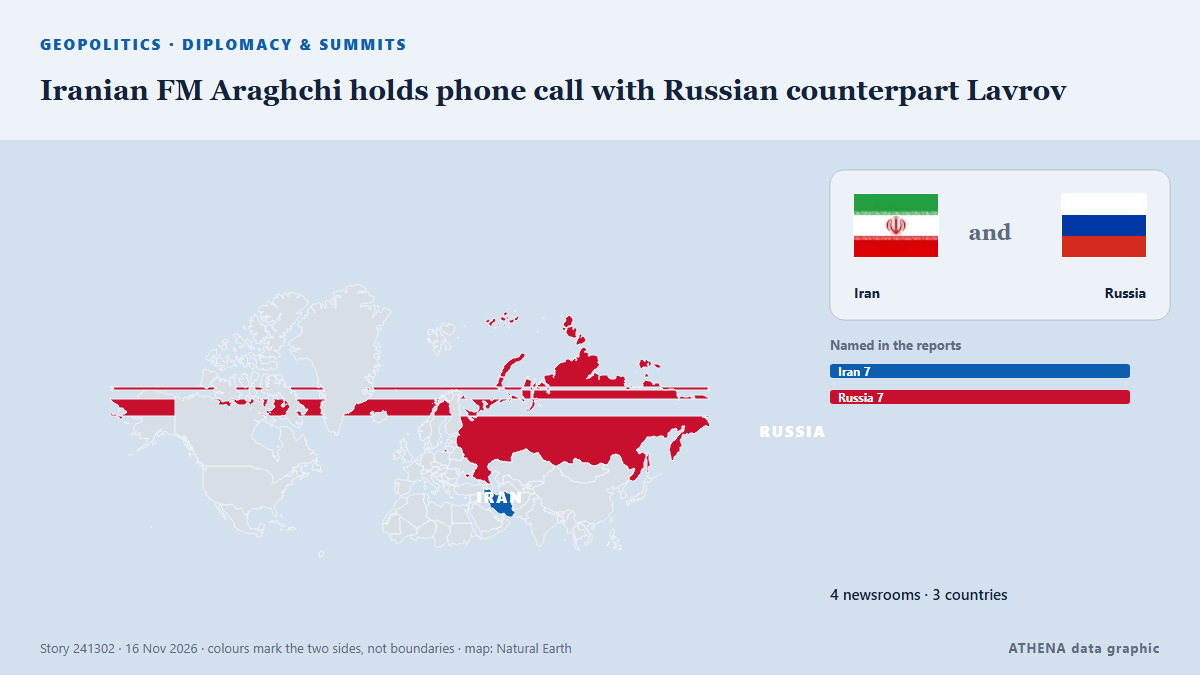 GEOPOLITICS · DIPLOMACY & SUMMITS
Iranian FM Araghchi holds phone call with Russian counterpart Lavrov
and
Iran
Russia
Named in the reports
Iran 7
Russia 7
RUSSIA
IRAN
4 newsrooms · 3 countries
Story 241302 · 16 Nov 2026 · colours mark the two sides, not boundaries · map: Natural Earth
ATHENA data graphic